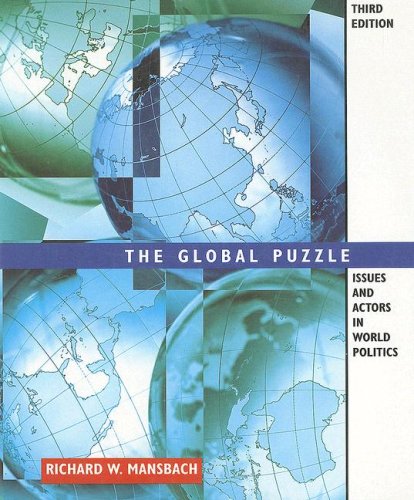 THIRD
EDITION
THE GLOBAL PUZZLE
ISSUES
AND
ACTORS
IN
WORLD
POLITICS
RICHARD W. MANSBACH